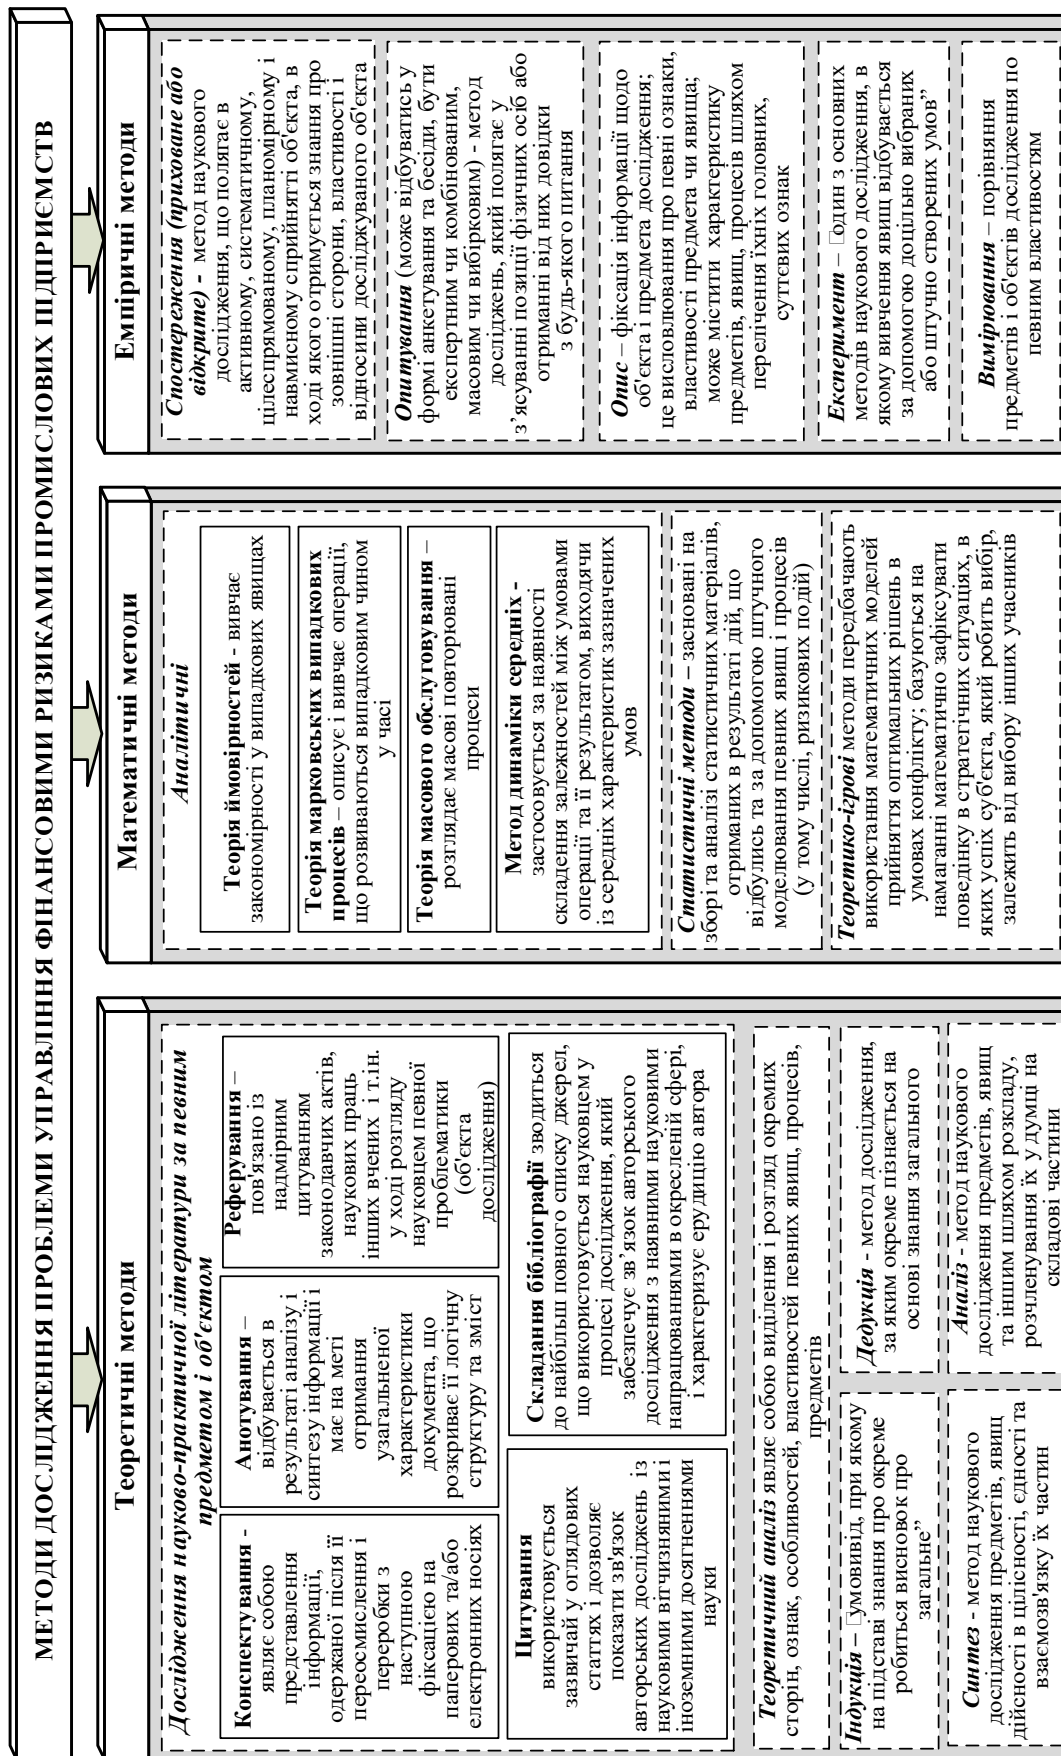 МЕТОДИ ДОСЛІДЖЕННЯ ПРОБЛЕМИ УПРАВЛІННЯ ФІНАНСОВИМИ РИЗИКАМИ ПРОМИСЛОВИХ ПІДПРИЄМСТВ
Теоретичні методи
Дослідження науково-практичної літератури за певним
предметом і об'єктом
Конспектування -
являє собою
представлення
інформації,
одержаної після її
переосмислення і
переробки з
наступною
фіксацією на
паперових та/або
електронних носіях
Анотування –
відбувається в
результаті аналізу і
синтезу інформації і
має на меті
отримання
узагальненої
характеристики
документа, що
розкриває її логічну
структуру та зміст
Реферування –
пов'язано із
надмірним
цитуванням
законодавчих актів,
наукових праць
інших вчених і т.ін.
у ході розгляду
науковцем певної
проблематики
(об'єкта
дослідження)
Цитування
використовується
зазвичай у оглядових
статтях і дозволяє
показати зв'язок
авторських досліджень із
науковими вітчизняними і
іноземними досягненнями
науки
Складання бібліографії зводиться
до найбільш повного списку джерел,
що використовується науковцем у
процесі дослідження, який
забезпечує зв’язок авторського
дослідження з наявними науковими
напрацюваннями в окресленій сфері,
і характеризує ерудицію автора
Теоретичний аналіз являє собою виділення і розгляд окремих
сторін, ознак, особливостей, властивостей певних явищ, процесів,
предметів
Індукція – умовивід, при якому
на підставі знання про окреме
робиться висновок про
загальне”
Дедукція - метод дослідження,
за яким окреме пізнається на
основі знання загального
Синтез - метод наукового
дослідження предметів, явищ
дійсності в цілісності, єдності та
взаємозв'язку їх частин
Аналіз - метод наукового
дослідження предметів, явищ
та іншим шляхом розкладу,
розчленування їх у думці на
складові частини
Математичні методи
Аналітичні
Теорія ймовірностей - вивчає
закономірності у випадкових явищах
Теорія марковських випадкових
процесів – описує і вивчає операції,
що розвиваються випадковим чином
у часі
Теорія масового обслуговування –
розглядає масові повторювані
процеси
Метод динаміки середніх -
застосовується за наявності
складення залежностей між умовами
операції та її результатом, виходячи
із середніх характеристик зазначених
умов
Статистичні методи – засновані на
зборі та аналізі статистичних матеріалів,
отриманих в результаті дій, що
відбулись та за допомогою штучного
моделювання певних явищ і процесів
(у тому числі, ризикових подій)
Теоретико-ігрові методи передбачають
використання математичних моделей
прийняття оптимальних рішень в
умовах конфлікту; базуються на
намаганні математично зафіксувати
поведінку в стратегічних ситуаціях, в
яких успіх суб'єкта, який робить вибір,
залежить від вибору інших учасників
Емпіричні методи
Спостереження (приховане або
відкрите) - метод наукового
дослідження, що полягає в
активному, систематичному,
цілеспрямованому, планомірному і
навмисному сприйнятті об'єкта, в
ході якого отримується знання про
зовнішні сторони, властивості і
відносини досліджуваного об'єкта
Опитування (може відбуватись у
формі анкетування та бесіди, бути
експертним чи комбінованим,
масовим чи вибірковим) - метод
досліджень, який полягає у
з’ясуванні позиції фізичних осіб або
отриманні від них довідки
з будь-якого питання
Опис – фіксація інформації щодо
об'єкта і предмета дослідження;
це висловлювання про певні ознаки,
властивості предмета чи явища;
може містити характеристику
предметів, явищ, процесів шляхом
переліченняї їхніх головних,
суттєвих ознак
Експеримент – один з основних
методів наукового дослідження, в
якому вивчення явищ відбувається
за допомогою доцільно вибраних
або штучно створених умов”
Вимірювання – порівняння
предметів і об'єктів дослідження по
певним властивостям